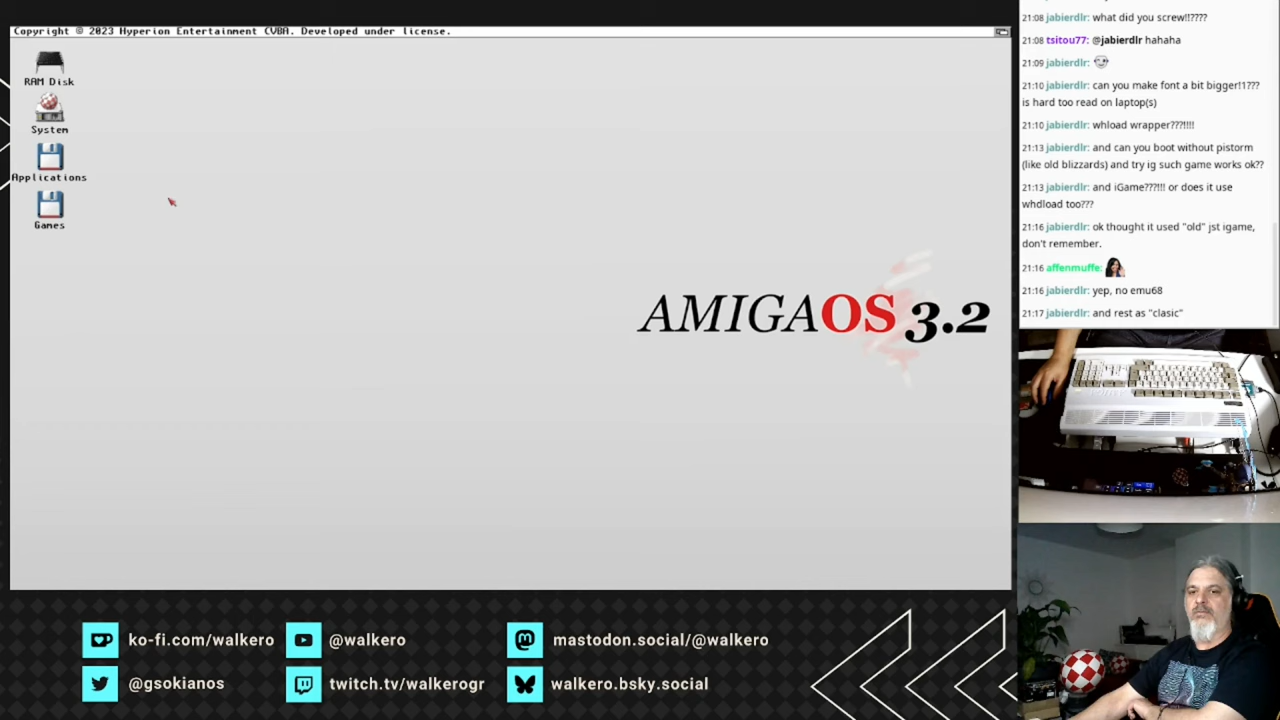 Copyright © 2023 Hyperion Entertainment CVBA. Developed under license.
RAM Disk
System
Applications
Games
AMIGAOS 3.2
21:08 jabierdlr: what did you screw!!????
21:08 tsitou77: @jabierdlr hahaha
21:09 jabierdlr:
21:10 jabierdlr: can you make font a bit bigger!1???
is hard too read on laptop(s)
21:10 jabierdlr: whload wrapper???!!!!
21:13 jabierdlr: and can you boot without pistorm
(like old blizzards) and try ig such game works ok??
21:13 jabierdlr: and iGame???!!! or does it use
whdload too???
21:16 jabierdlr: ok thought it used "old" jst igame,
don't remember.
21:16 affenmuffe:
21:16 jabierdlr: yep, no emu68
21:17 jabierdlr: and rest as "clasic"
ko-fi.com/walkero
@walkero
mastodon.social/@walkero
@gsokianos
twitch.tv/walkerogr
walkero.bsky.social